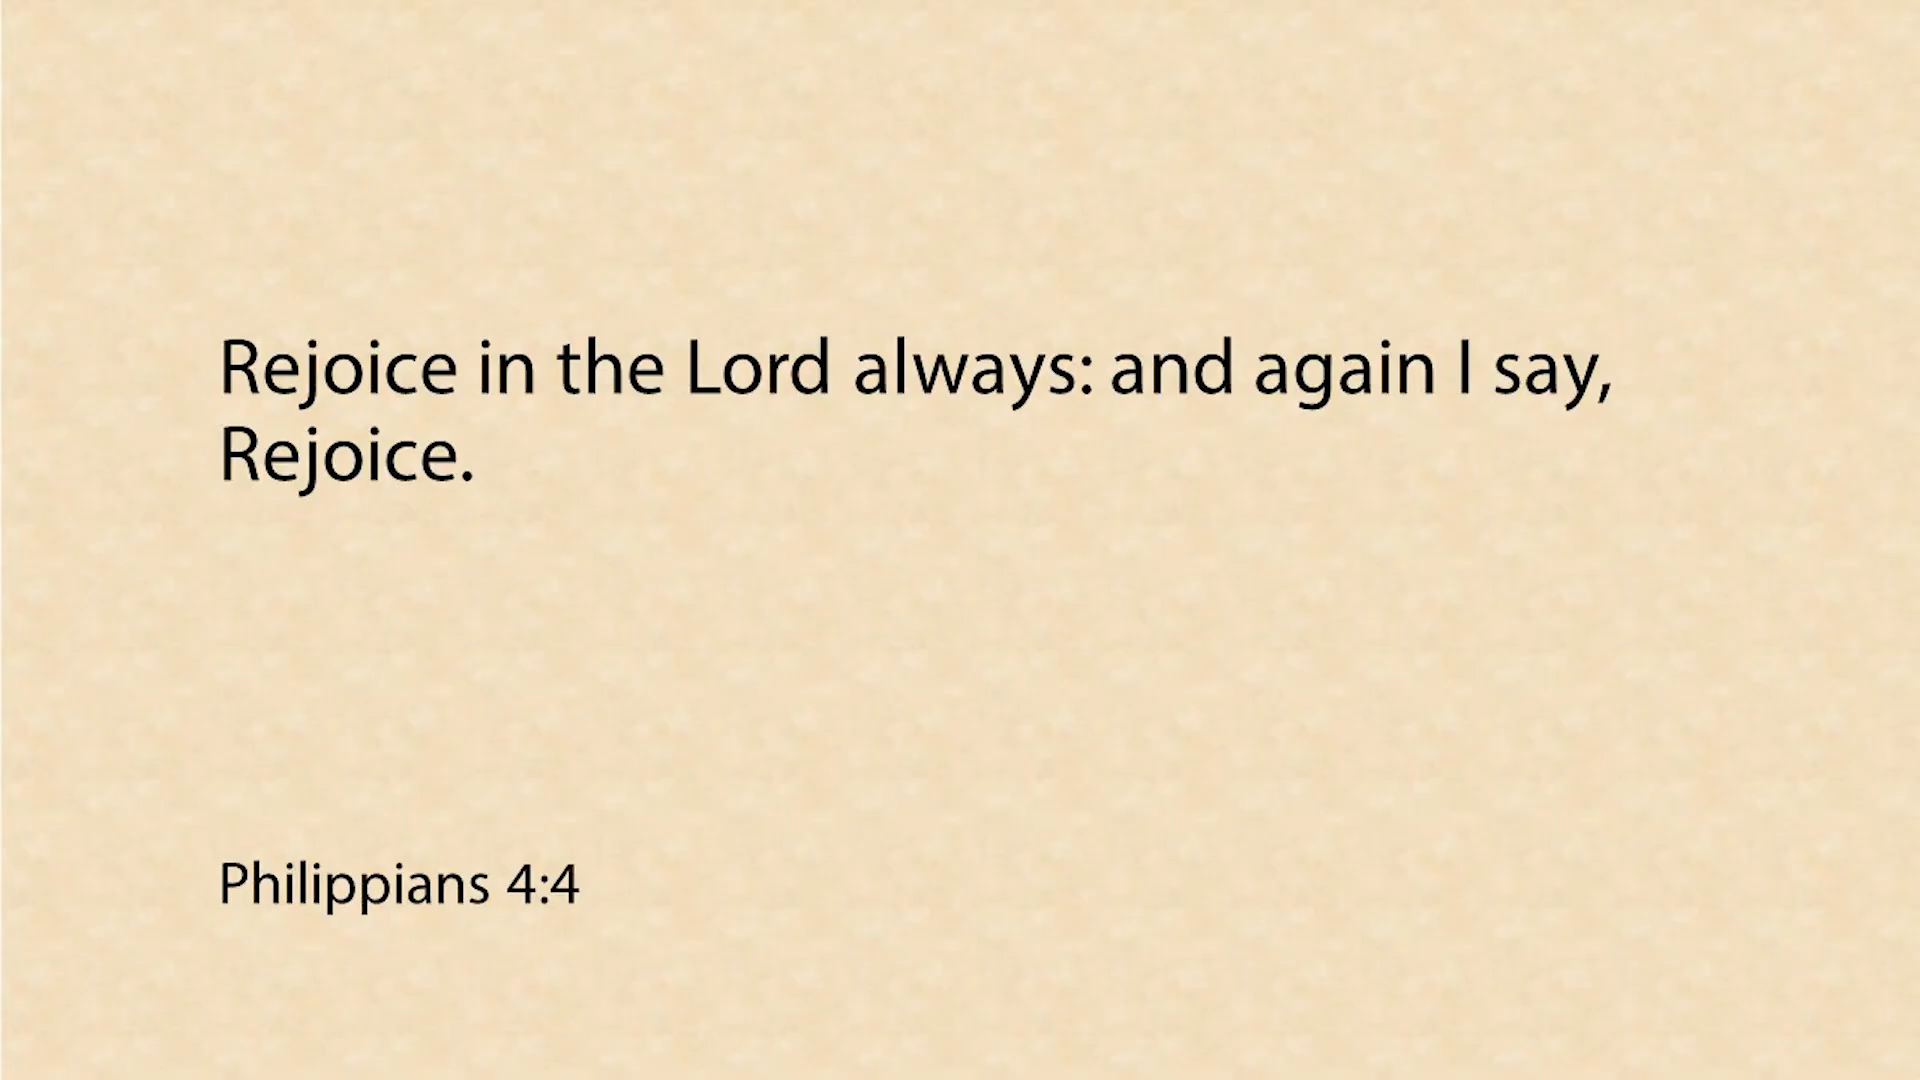 Rejoice in the Lord always: and again I say,
Rejoice.
Philippians 4:4